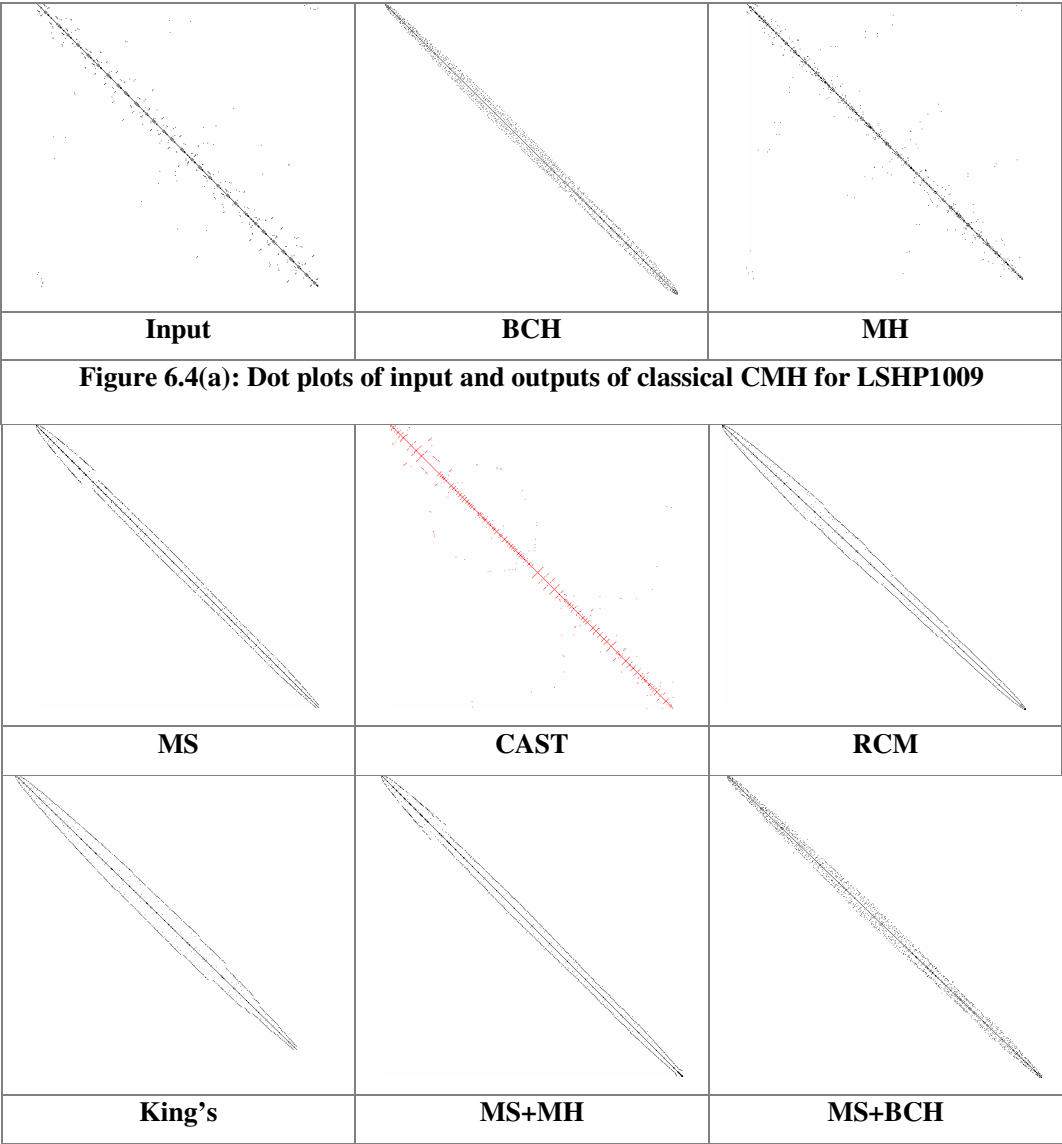 Input BCH MH
Figure 6.4(a): Dot plots of input and outputs of classical CMH for LSHP1009
MS CAST RCM
King's MS+MH MS+BCH